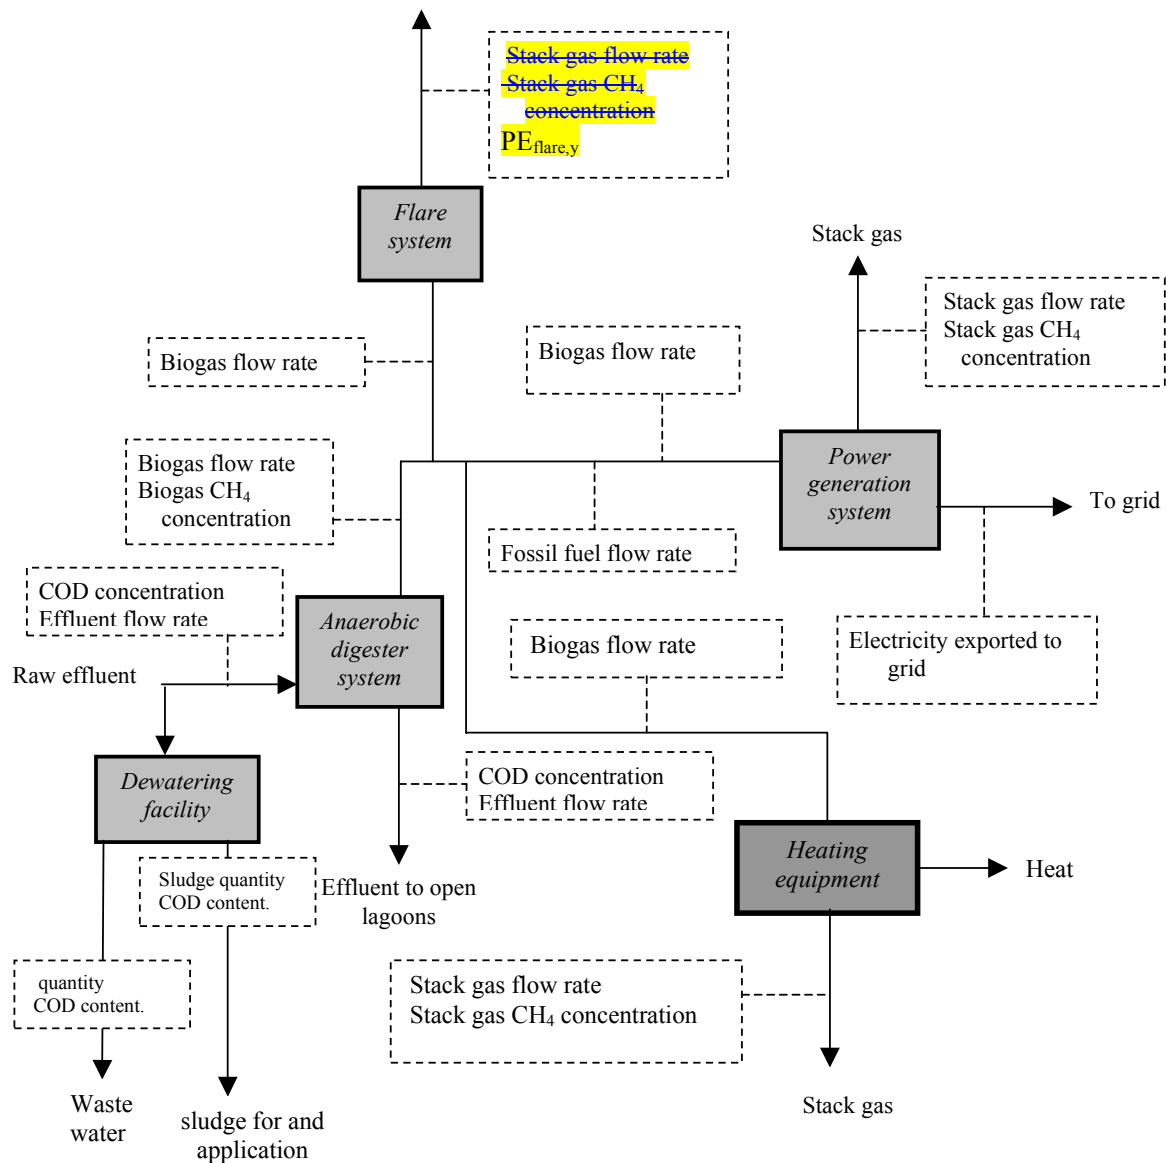 Stack gas flow rate
Stack gas CH₄
concentration
PE_flare,y
Flare
system
Stack gas
Stack gas flow rate
Stack gas CH₄
concentration
Biogas flow rate
Biogas flow rate
Biogas flow rate
Biogas CH₄
concentration
Power
generation
system
To grid
Fossil fuel flow rate
COD concentration
Effluent flow rate
Anaerobic
digester
system
Biogas flow rate
Electricity exported to
grid
Raw effluent
Dewatering
facility
COD concentration
Effluent flow rate
Heating
equipment
Heat
Sludge quantity
COD content.
Effluent to open
lagoons
quantity
COD content.
Stack gas flow rate
Stack gas CH₄ concentration
Waste
water
sludge for and
application
Stack gas